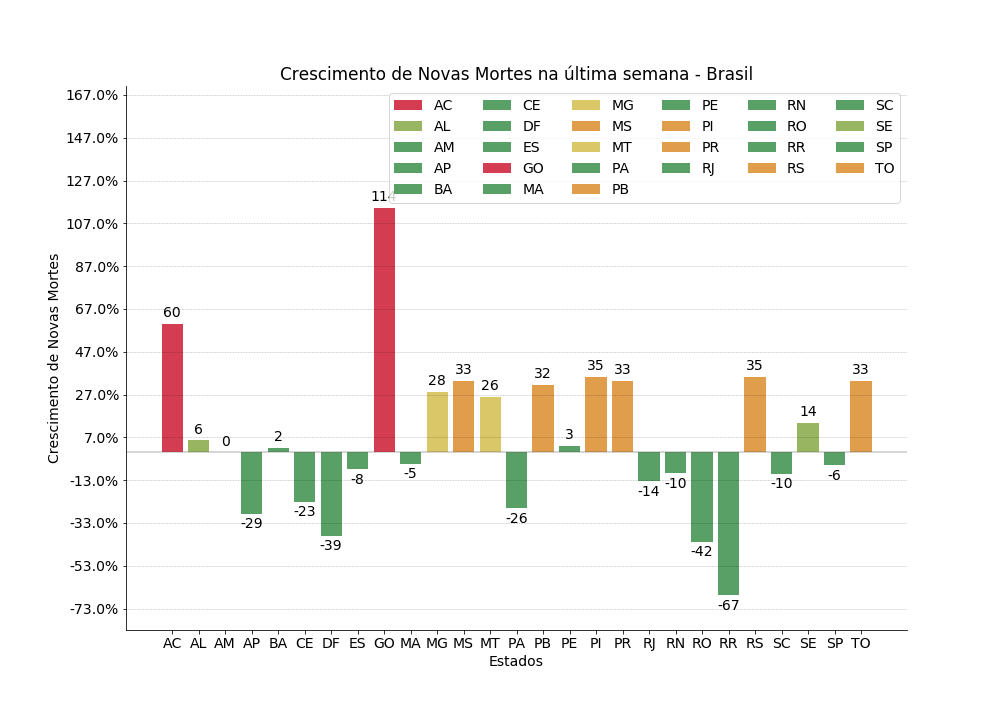 Crescimento de Novas Mortes na última semana - Brasil
167.0%
147.0%
127.0%
107.0%
87.0%
67.0%
47.0%
27.0%
7.0%
-13.0%
-33.0%
-53.0%
-73.0%
Crescimento de Novas Mortes
AC CE MG PE RN SC
AL DF MS PI RO SE
AM ES MT PR RR SP
AP GO PA RJ RS TO
BA MA PB
60 6 0 -29 2 -23 -39 -8 114 -5 28 33 26 -26 32 3 35 33 -14 -10 -42 -67 35 -10 14 -6 33
AC AL AM AP BA CE DF ES GO MA MG MS MT PA PB PE PI PR RJ RN RO RR RS SC SE SP TO
Estados